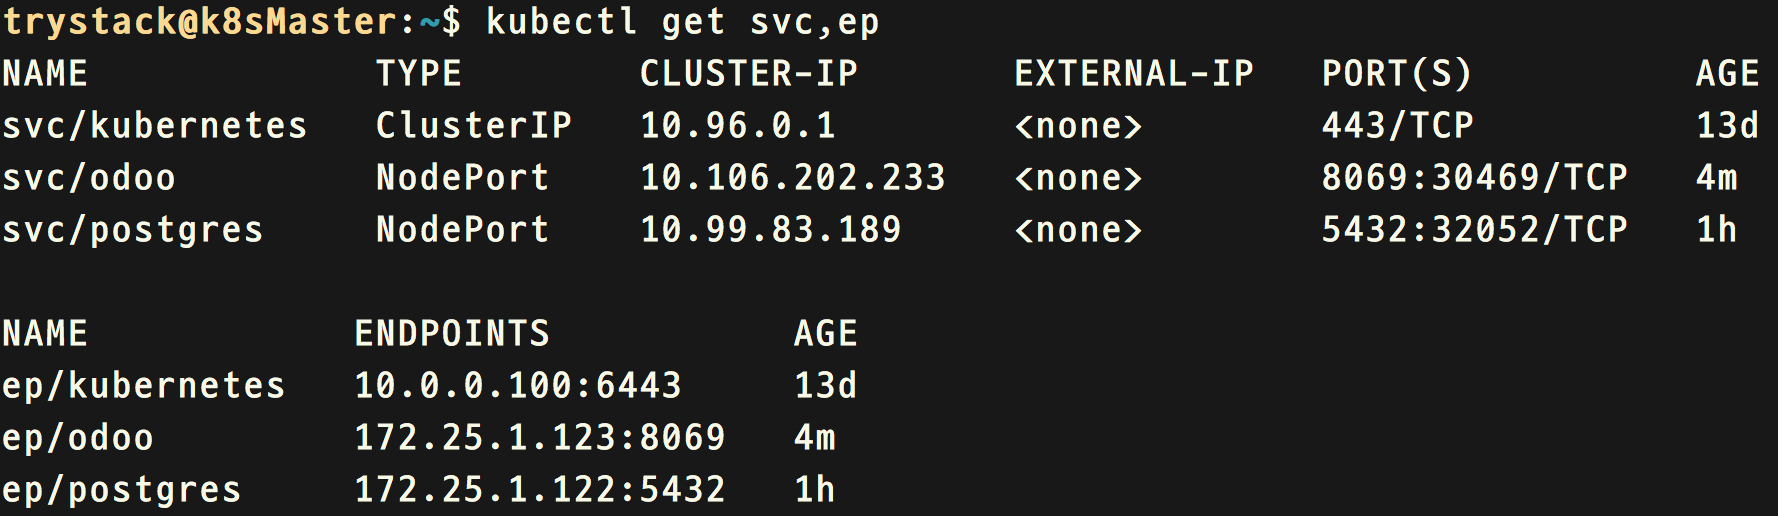 trystack@k8sMaster:~$ kubectl get svc,ep
NAME TYPE CLUSTER-IP EXTERNAL-IP PORT(S) AGE
svc/kubernetes ClusterIP 10.96.0.1 <none> 443/TCP 13d
svc/odoo NodePort 10.106.202.233 <none> 8069:30469/TCP 4m
svc/postgres NodePort 10.99.83.189 <none> 5432:32052/TCP 1h
NAME ENDPOINTS AGE
ep/kubernetes 10.0.0.100:6443 13d
ep/odoo 172.25.1.123:8069 4m
ep/postgres 172.25.1.122:5432 1h